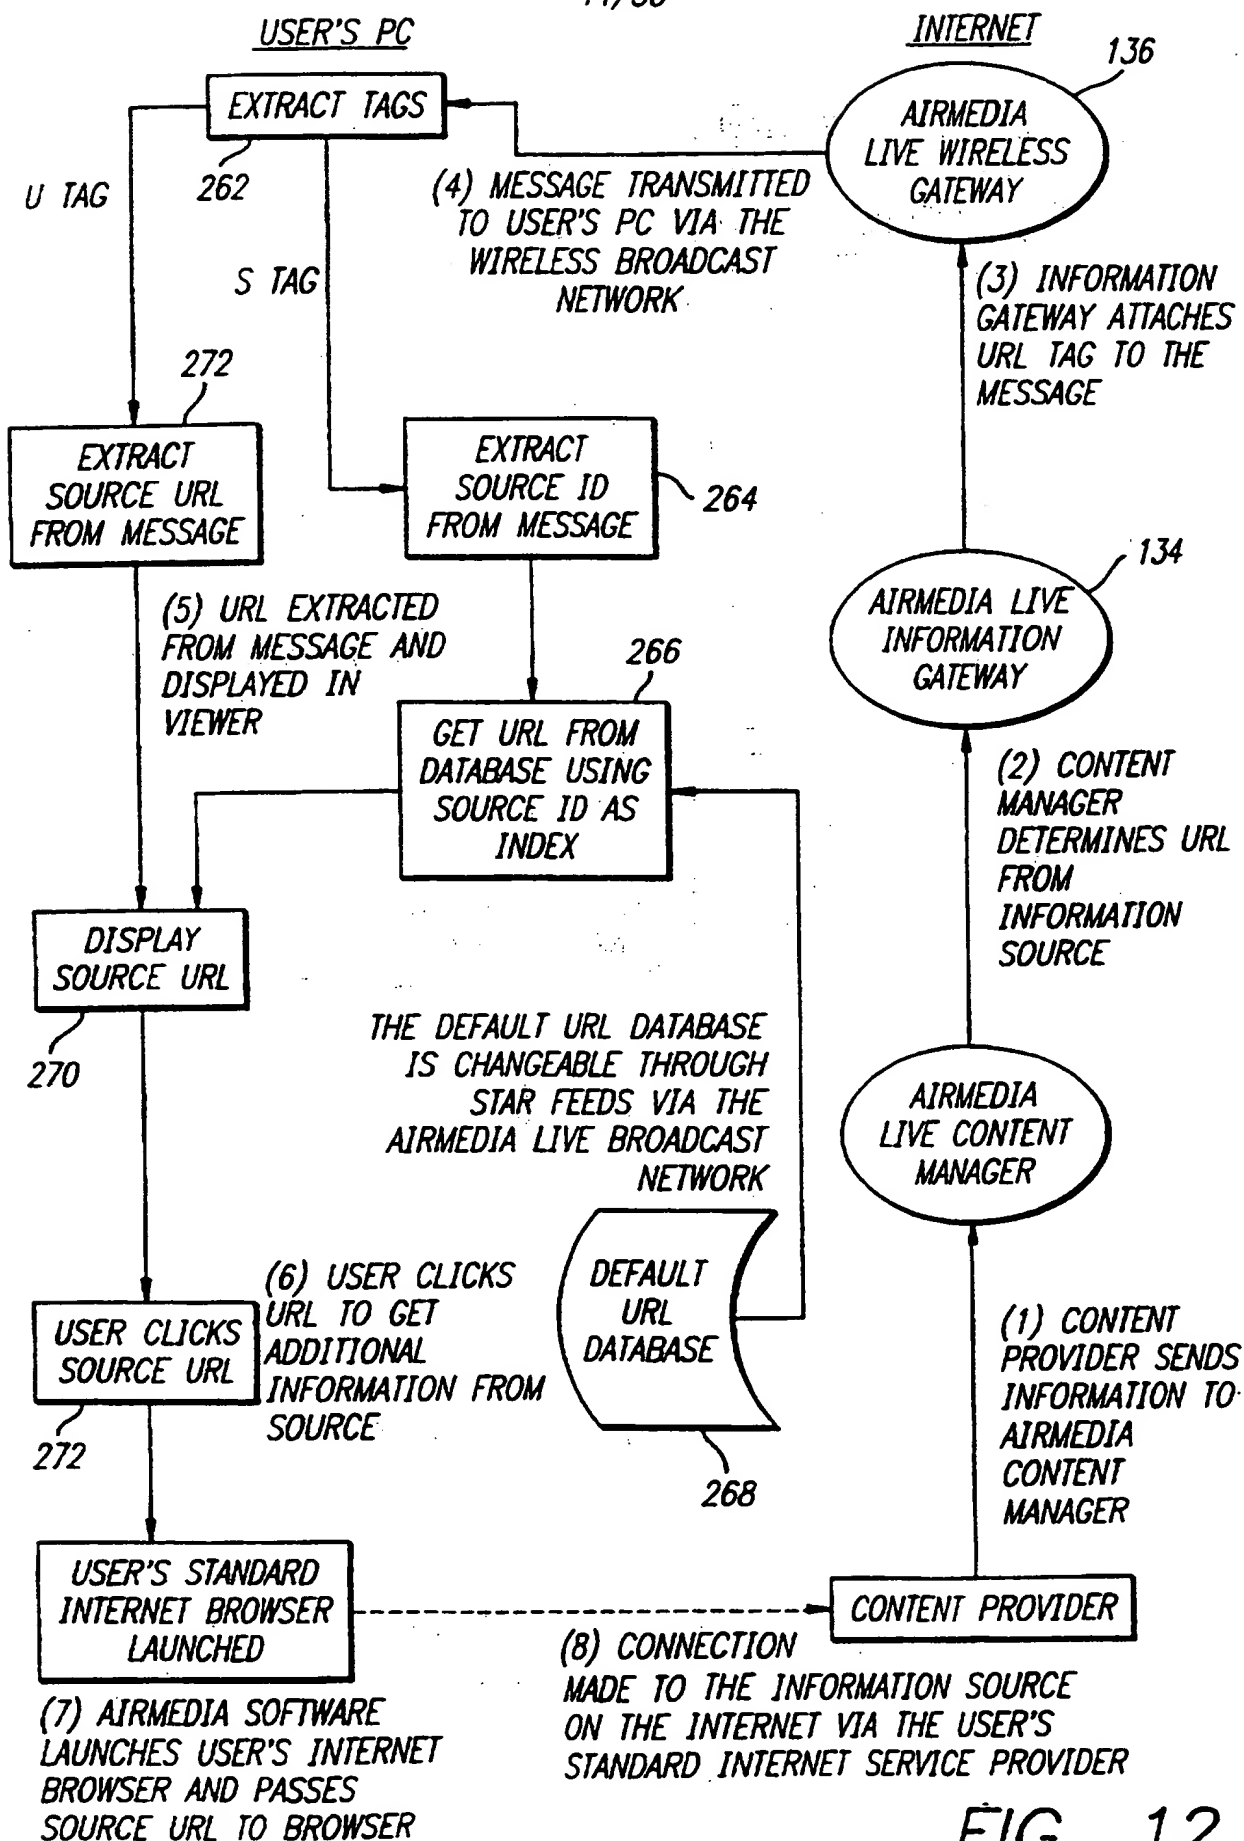 USER'S PC
INTERNET
136
EXTRACT TAGS
AIRMEDIA
LIVE WIRELESS
GATEWAY
262
U TAG
S TAG
(4) MESSAGE TRANSMITTED
TO USER'S PC VIA THE
WIRELESS BROADCAST
NETWORK
(3) INFORMATION
GATEWAY ATTACHES
URL TAG TO THE
MESSAGE
272
EXTRACT
SOURCE URL
FROM MESSAGE
EXTRACT
SOURCE ID
FROM MESSAGE
264
134
AIRMEDIA LIVE
INFORMATION
GATEWAY
(5) URL EXTRACTED
FROM MESSAGE AND
DISPLAYED IN
VIEWER
266
GET URL FROM
DATABASE USING
SOURCE ID AS
INDEX
(2) CONTENT
MANAGER
DETERMINES URL
FROM
INFORMATION
SOURCE
DISPLAY
SOURCE URL
270
THE DEFAULT URL DATABASE
IS CHANGEABLE THROUGH
STAR FEEDS VIA THE
AIRMEDIA LIVE BROADCAST
NETWORK
AIRMEDIA
LIVE CONTENT
MANAGER
DEFAULT
URL
DATABASE
268
(6) USER CLICKS
URL TO GET
ADDITIONAL
INFORMATION FROM
SOURCE
USER CLICKS
SOURCE URL
272
(1) CONTENT
PROVIDER SENDS
INFORMATION TO
AIRMEDIA
CONTENT
MANAGER
USER'S STANDARD
INTERNET BROWSER
LAUNCHED
CONTENT PROVIDER
(7) AIRMEDIA SOFTWARE
LAUNCHES USER'S INTERNET
BROWSER AND PASSES
SOURCE URL TO BROWSER
(8) CONNECTION
MADE TO THE INFORMATION SOURCE
ON THE INTERNET VIA THE USER'S
STANDARD INTERNET SERVICE PROVIDER
FIG. 12